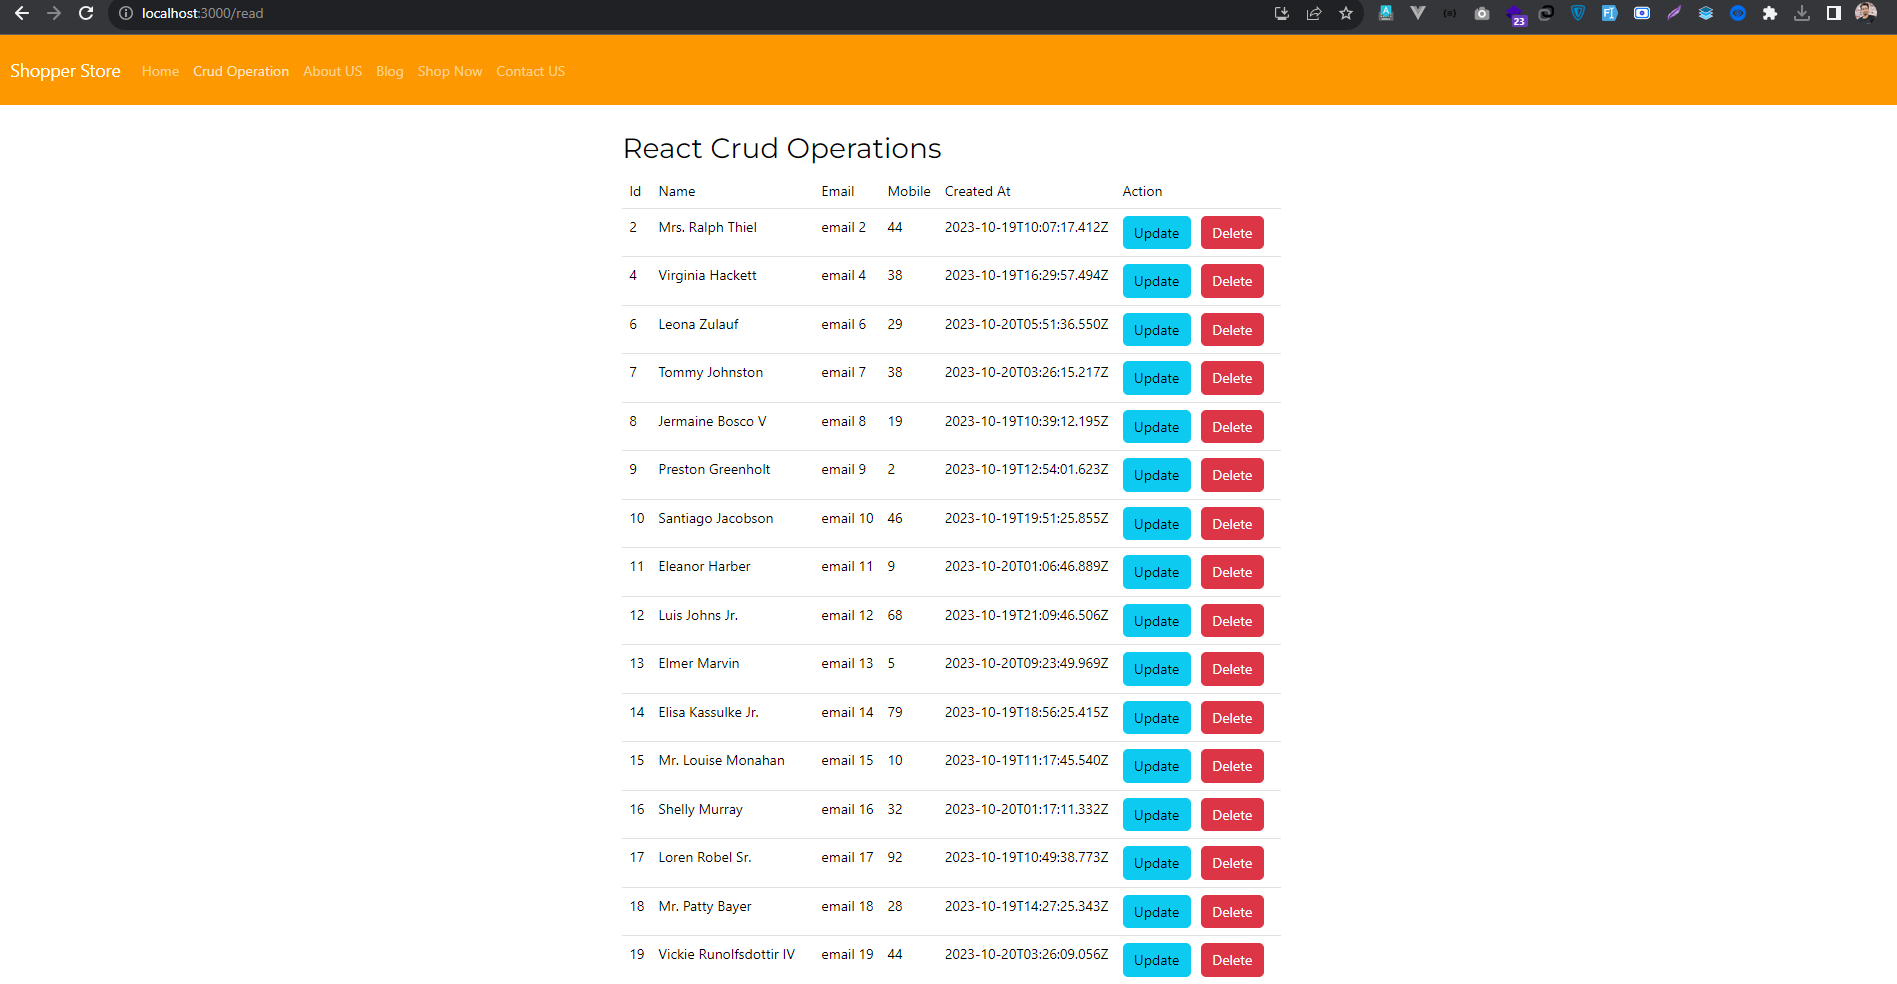 localhost:3000/read
23
Shopper Store Home Crud Operation About US Blog Shop Now Contact US
React Crud Operations
Id Name Email Mobile Created At Action
2 Mrs. Ralph Thiel email 2 44 2023-10-19T10:07:17.412Z Update Delete
4 Virginia Hackett email 4 38 2023-10-19T16:29:57.494Z Update Delete
6 Leona Zulauf email 6 29 2023-10-20T05:51:36.550Z Update Delete
7 Tommy Johnston email 7 38 2023-10-20T03:26:15.217Z Update Delete
8 Jermaine Bosco V email 8 19 2023-10-19T10:39:12.195Z Update Delete
9 Preston Greenholt email 9 2 2023-10-19T12:54:01.623Z Update Delete
10 Santiago Jacobson email 10 46 2023-10-19T19:51:25.855Z Update Delete
11 Eleanor Harber email 11 9 2023-10-20T01:06:46.889Z Update Delete
12 Luis Johns Jr. email 12 68 2023-10-19T21:09:46.506Z Update Delete
13 Elmer Marvin email 13 5 2023-10-20T09:23:49.969Z Update Delete
14 Elisa Kassulke Jr. email 14 79 2023-10-19T18:56:25.415Z Update Delete
15 Mr. Louise Monahan email 15 10 2023-10-19T11:17:45.540Z Update Delete
16 Shelly Murray email 16 32 2023-10-20T01:17:11.332Z Update Delete
17 Loren Robel Sr. email 17 92 2023-10-19T10:49:38.773Z Update Delete
18 Mr. Patty Bayer email 18 28 2023-10-19T14:27:25.343Z Update Delete
19 Vickie Runolfsdottir IV email 19 44 2023-10-20T03:26:09.056Z Update Delete